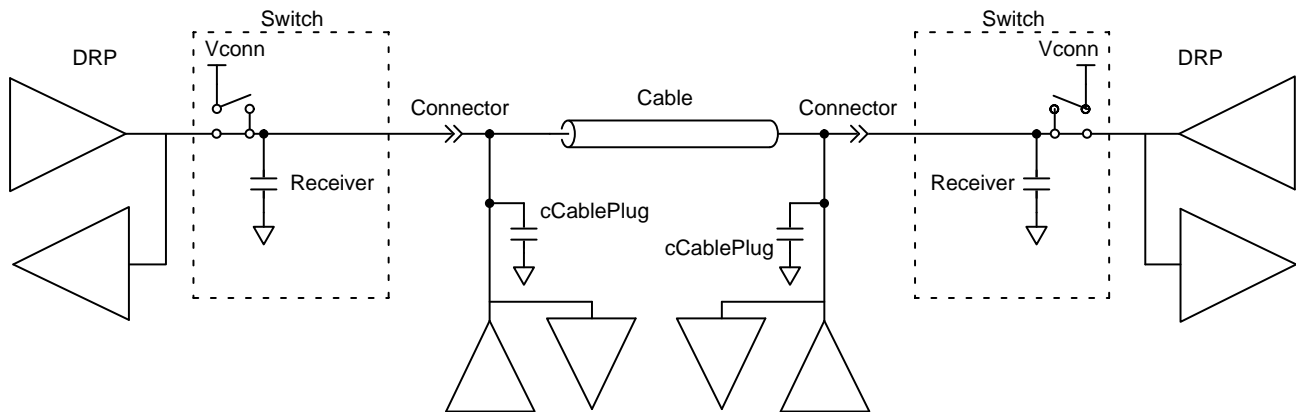 Switch
Switch
DRP
Vconn
Vconn
DRP
Connector
Cable
Connector
Receiver
cCablePlug
cCablePlug
Receiver